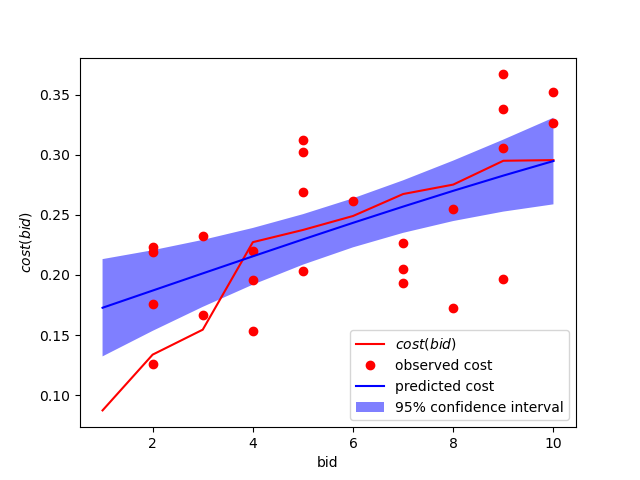 0.35
0.30
0.25
0.20
0.15
0.10
cost(bid)
cost(bid)
observed cost
predicted cost
95% confidence interval
2 4 6 8 10
bid